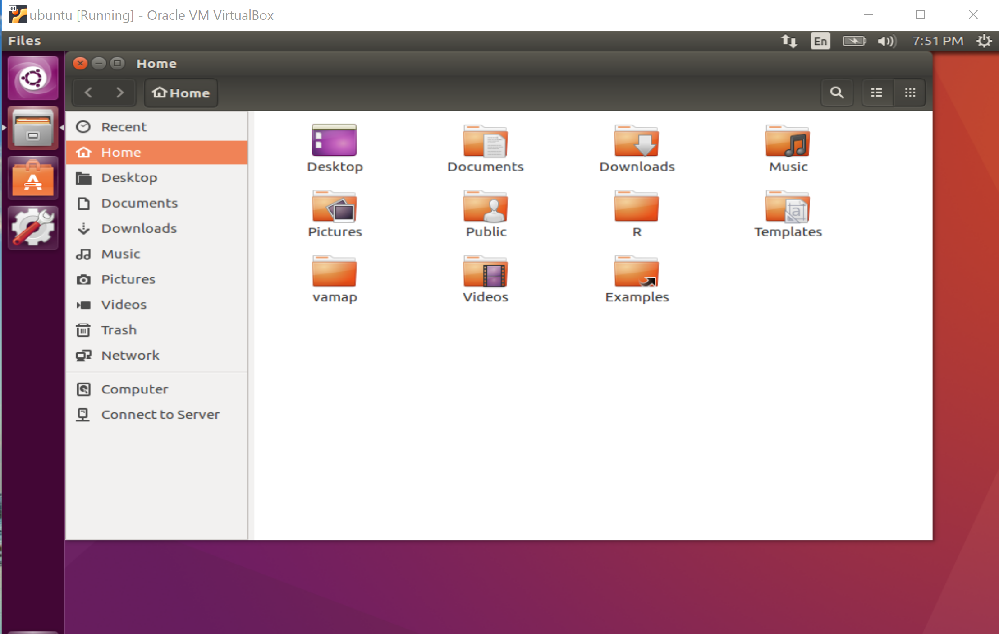 64
ubuntu [Running] - Oracle VM VirtualBox
Files
En
7:51 PM
Home
Home
Recent
Home
Desktop
Documents
Downloads
Music
Pictures
Videos
Trash
Network
Computer
Connect to Server
Desktop
Documents
Downloads
Music
Pictures
Public
R
Templates
vamap
Videos
Examples